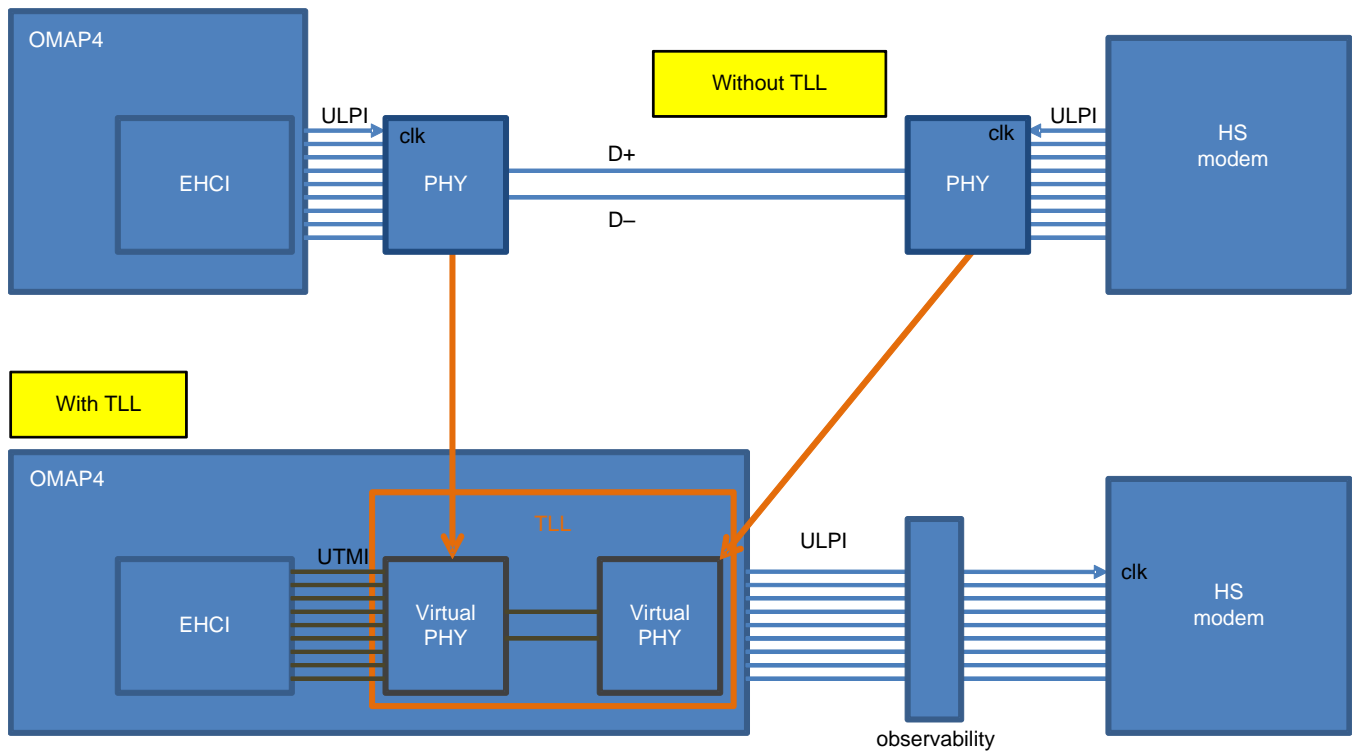 OMAP4
Without TLL
ULPI
clk
EHCI
PHY
D+
D–
ULPI
clk
PHY
HS
modem
With TLL
OMAP4
TLL
UTMI
EHCI
Virtual
PHY
Virtual
PHY
ULPI
clk
HS
modem
observability